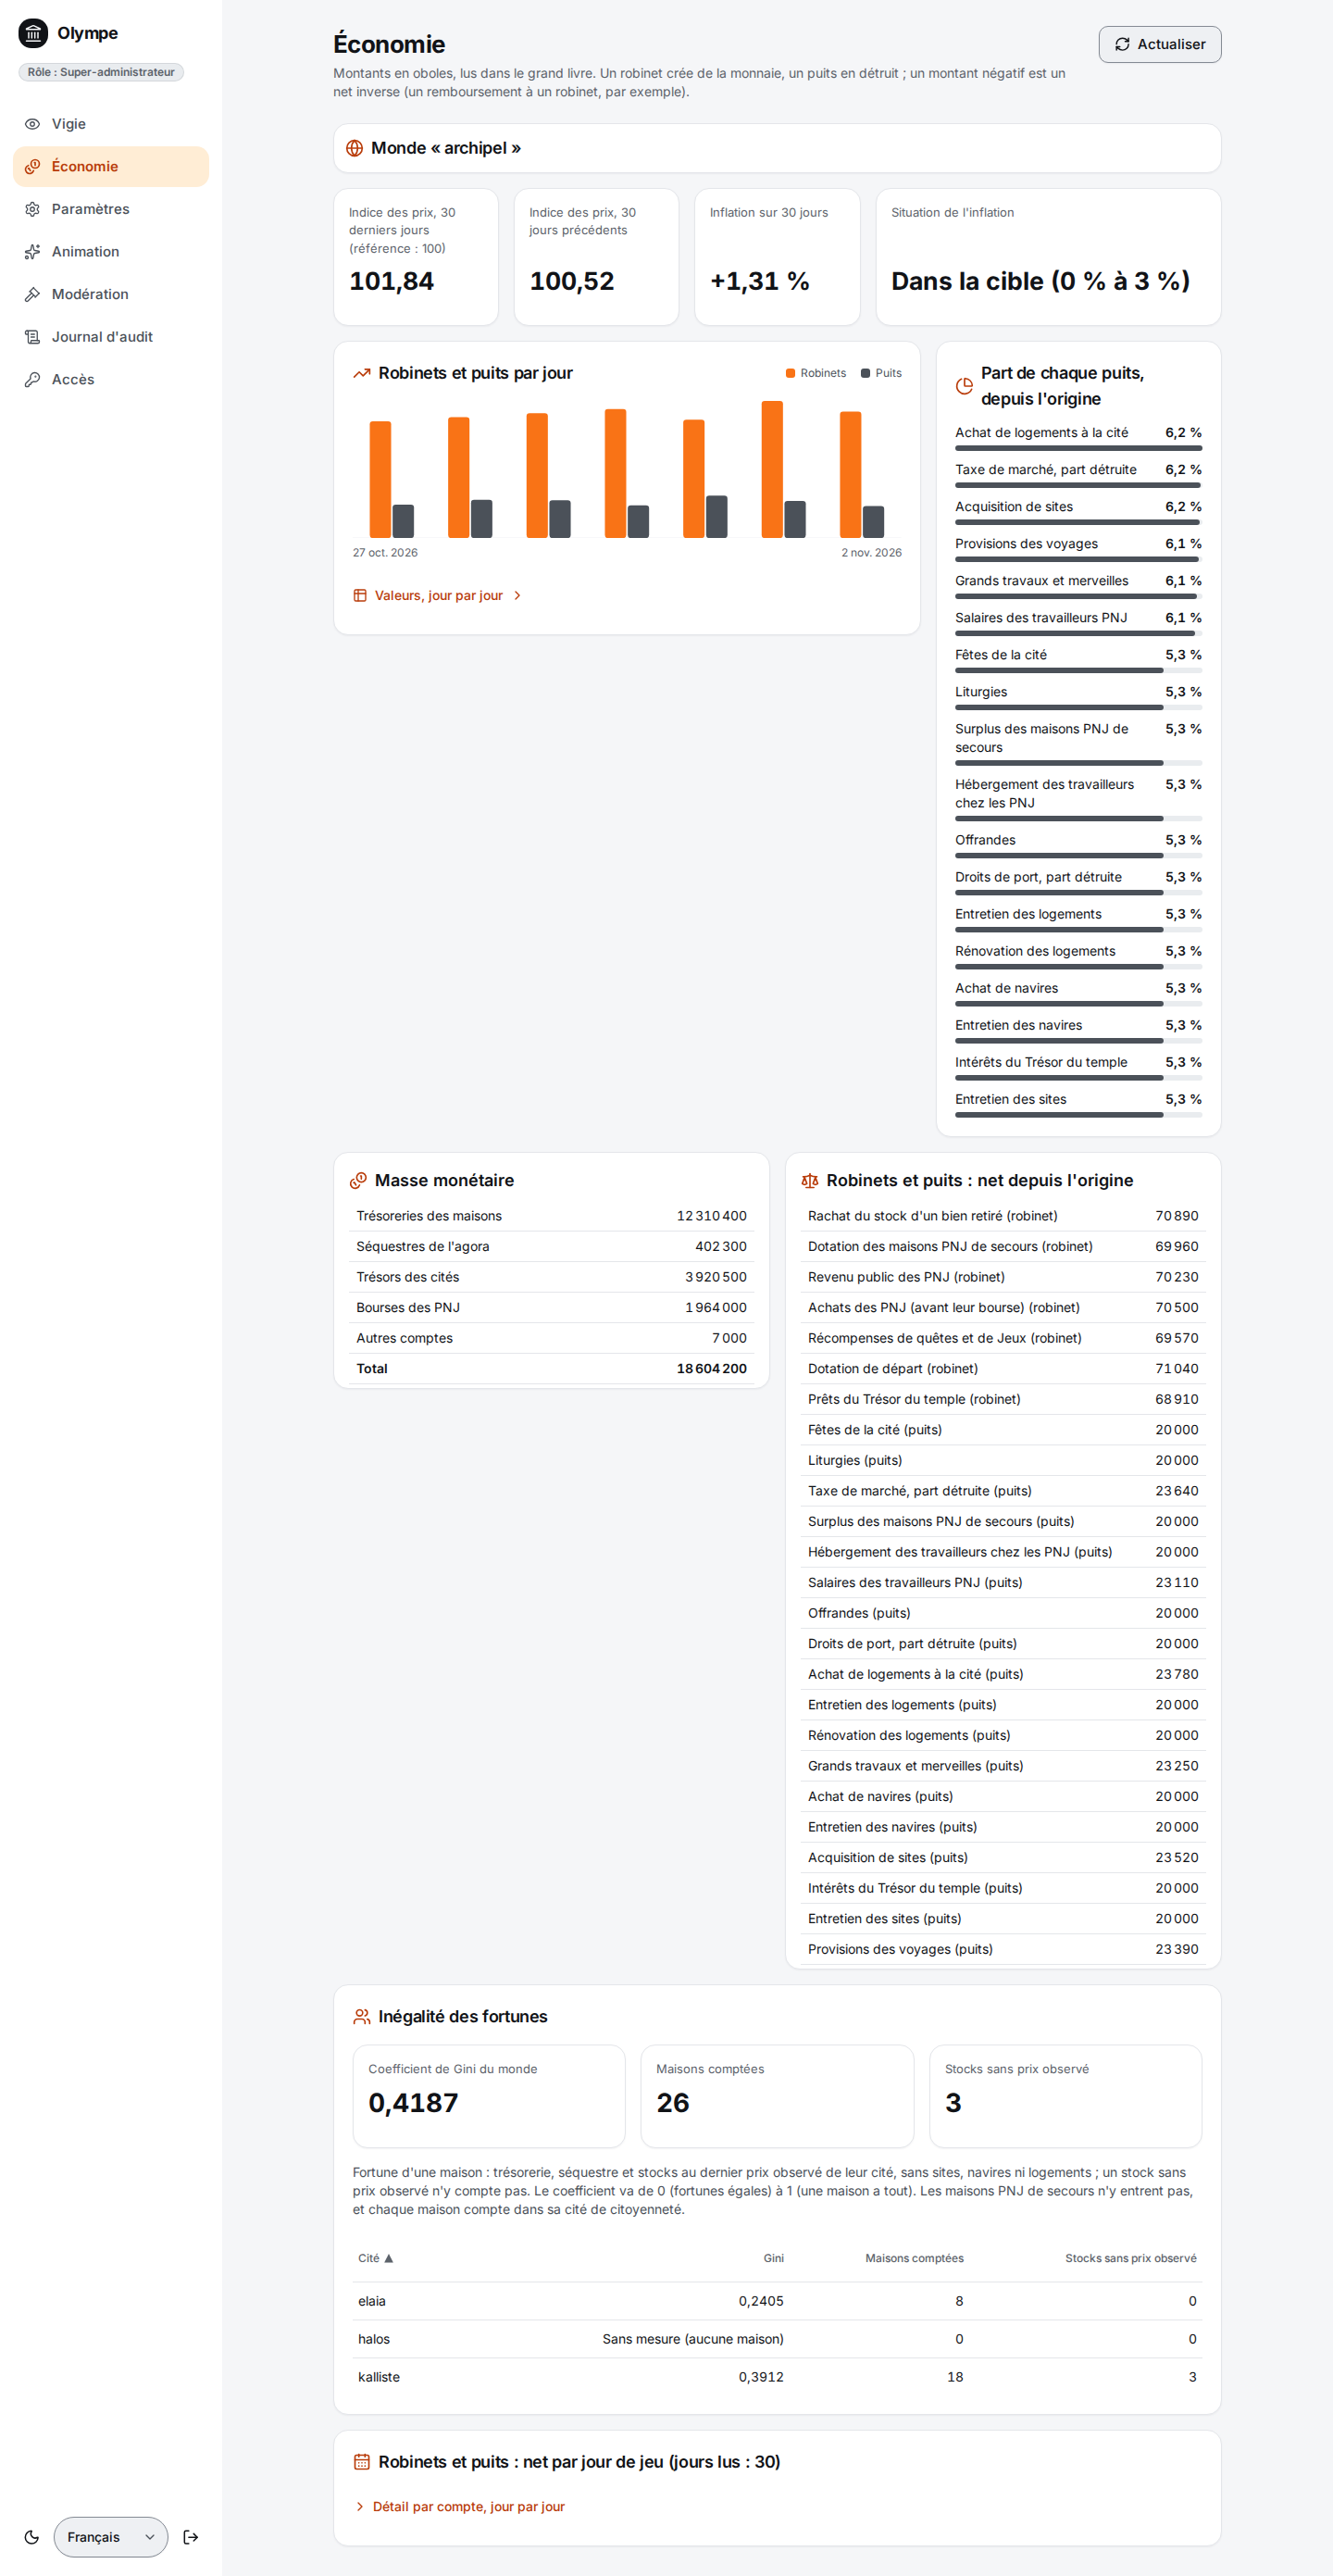 Olympe
Rôle : Super-administrateur
Vigie
Économie
Paramètres
Animation
Modération
Journal d'audit
Accès
Français
Économie
Actualiser
Montants en oboles, lus dans le grand livre. Un robinet crée de la monnaie, un puits en détruit ; un montant négatif est un
net inverse (un remboursement à un robinet, par exemple).
Monde « archipel »
Indice des prix, 30
derniers jours
(référence : 100)
101,84
Indice des prix, 30
jours précédents
100,52
Inflation sur 30 jours
+1,31 %
Situation de l'inflation
Dans la cible (0 % à 3 %)
Robinets et puits par jour
Robinets Puits
27 oct. 2026 2 nov. 2026
Valeurs, jour par jour
Part de chaque puits,
depuis l'origine
Achat de logements à la cité 6,2 %
Taxe de marché, part détruite 6,2 %
Acquisition de sites 6,2 %
Provisions des voyages 6,1 %
Grands travaux et merveilles 6,1 %
Salaires des travailleurs PNJ 6,1 %
Fêtes de la cité 5,3 %
Liturgies 5,3 %
Surplus des maisons PNJ de 5,3 %
secours
Hébergement des travailleurs 5,3 %
chez les PNJ
Offrandes 5,3 %
Droits de port, part détruite 5,3 %
Entretien des logements 5,3 %
Rénovation des logements 5,3 %
Achat de navires 5,3 %
Entretien des navires 5,3 %
Intérêts du Trésor du temple 5,3 %
Entretien des sites 5,3 %
Masse monétaire
Trésoreries des maisons 12 310 400
Séquestres de l'agora 402 300
Trésors des cités 3 920 500
Bourses des PNJ 1 964 000
Autres comptes 7 000
Total 18 604 200
Robinets et puits : net depuis l'origine
Rachat du stock d'un bien retiré (robinet) 70 890
Dotation des maisons PNJ de secours (robinet) 69 960
Revenu public des PNJ (robinet) 70 230
Achats des PNJ (avant leur bourse) (robinet) 70 500
Récompenses de quêtes et de Jeux (robinet) 69 570
Dotation de départ (robinet) 71 040
Prêts du Trésor du temple (robinet) 68 910
Fêtes de la cité (puits) 20 000
Liturgies (puits) 20 000
Taxe de marché, part détruite (puits) 23 640
Surplus des maisons PNJ de secours (puits) 20 000
Hébergement des travailleurs chez les PNJ (puits) 20 000
Salaires des travailleurs PNJ (puits) 23 110
Offrandes (puits) 20 000
Droits de port, part détruite (puits) 20 000
Achat de logements à la cité (puits) 23 780
Entretien des logements (puits) 20 000
Rénovation des logements (puits) 20 000
Grands travaux et merveilles (puits) 23 250
Achat de navires (puits) 20 000
Entretien des navires (puits) 20 000
Acquisition de sites (puits) 23 520
Intérêts du Trésor du temple (puits) 20 000
Entretien des sites (puits) 20 000
Provisions des voyages (puits) 23 390
Inégalité des fortunes
Coefficient de Gini du monde
0,4187
Maisons comptées
26
Stocks sans prix observé
3
Fortune d'une maison : trésorerie, séquestre et stocks au dernier prix observé de leur cité, sans sites, navires ni logements ; un stock sans
prix observé n'y compte pas. Le coefficient va de 0 (fortunes égales) à 1 (une maison a tout). Les maisons PNJ de secours n'y entrent pas,
et chaque maison compte dans sa cité de citoyenneté.
Cité ▲ Gini Maisons comptées Stocks sans prix observé
elaia 0,2405 8 0
halos Sans mesure (aucune maison) 0 0
kalliste 0,3912 18 3
Robinets et puits : net par jour de jeu (jours lus : 30)
Détail par compte, jour par jour